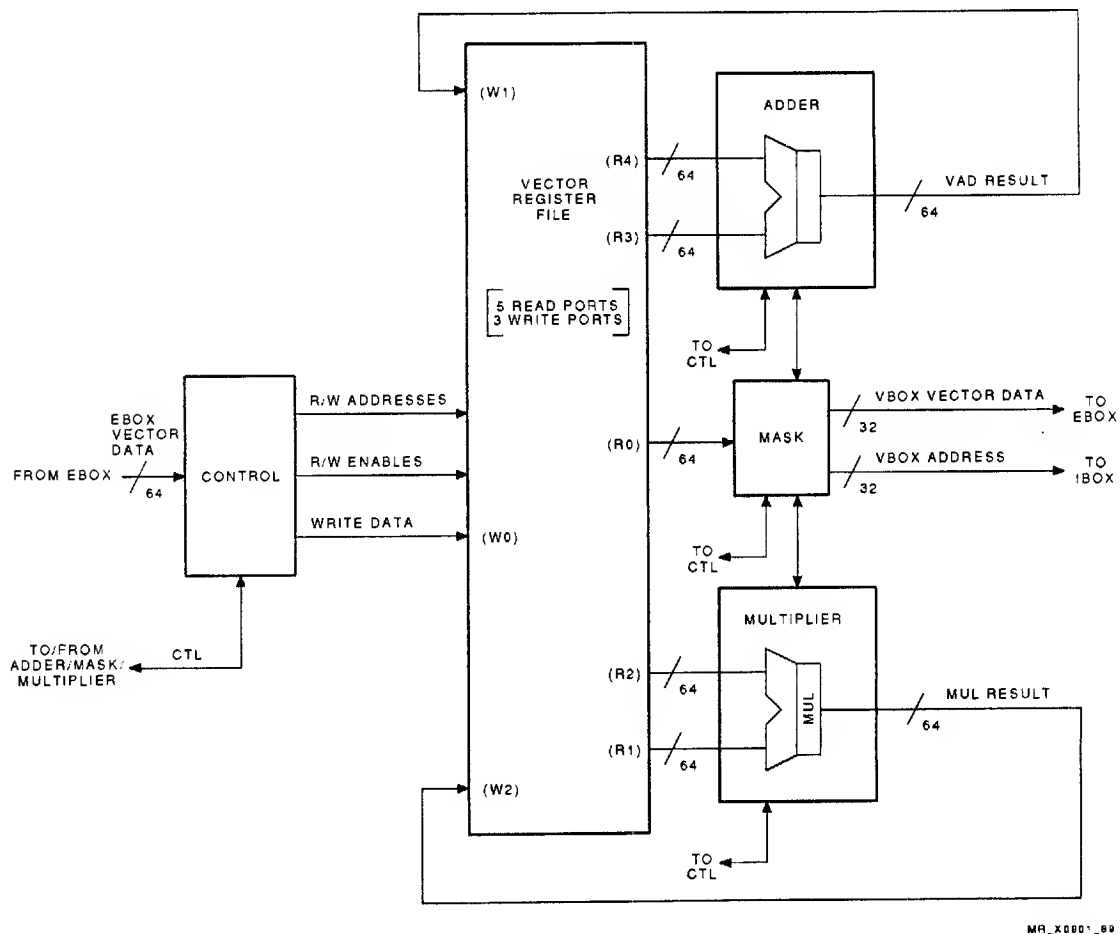 (W1)
ADDER
(R4)
64
VECTOR
REGISTER
FILE
VAD RESULT
64
(R3)
64
5 READ PORTS
3 WRITE PORTS
TO
CTL
R/W ADDRESSES
EBOX
VECTOR
DATA
FROM EBOX
64
CONTROL
R/W ENABLES
WRITE DATA
(W0)
(R0)
64
MASK
VBOX VECTOR DATA
32
TO
EBOX
VBOX ADDRESS
32
TO
IBOX
TO
CTL
MULTIPLIER
TO/FROM
ADDER/MASK/
MULTIPLIER
CTL
(R2)
64
MUL
MUL RESULT
64
(R1)
64
(W2)
TO
CTL